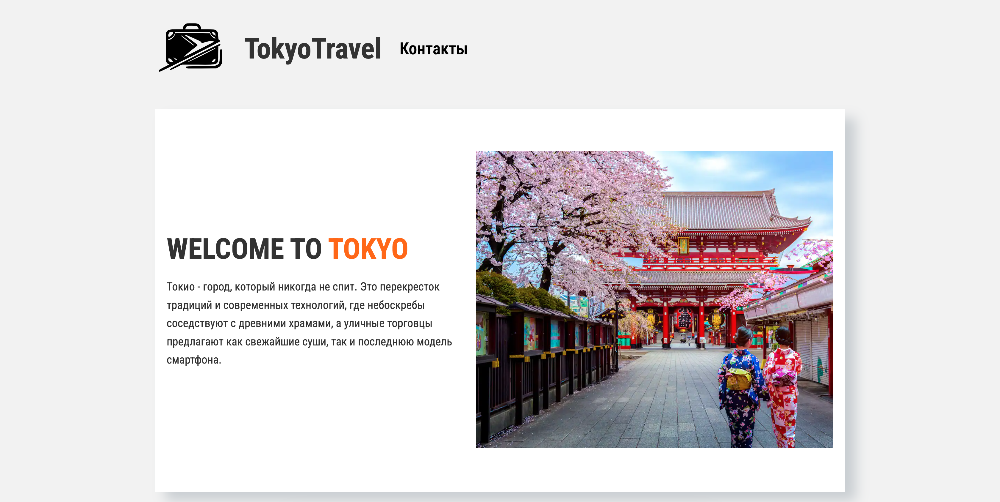 TokyoTravel
Контакты
WELCOME TO TOKYO
Токио - город, который никогда не спит. Это перекресток
традиций и современных технологий, где небоскребы
соседствуют с древними храмами, а уличные торговцы
предлагают как свежайшие суши, так и последнюю модель
смартфона.
小舟町